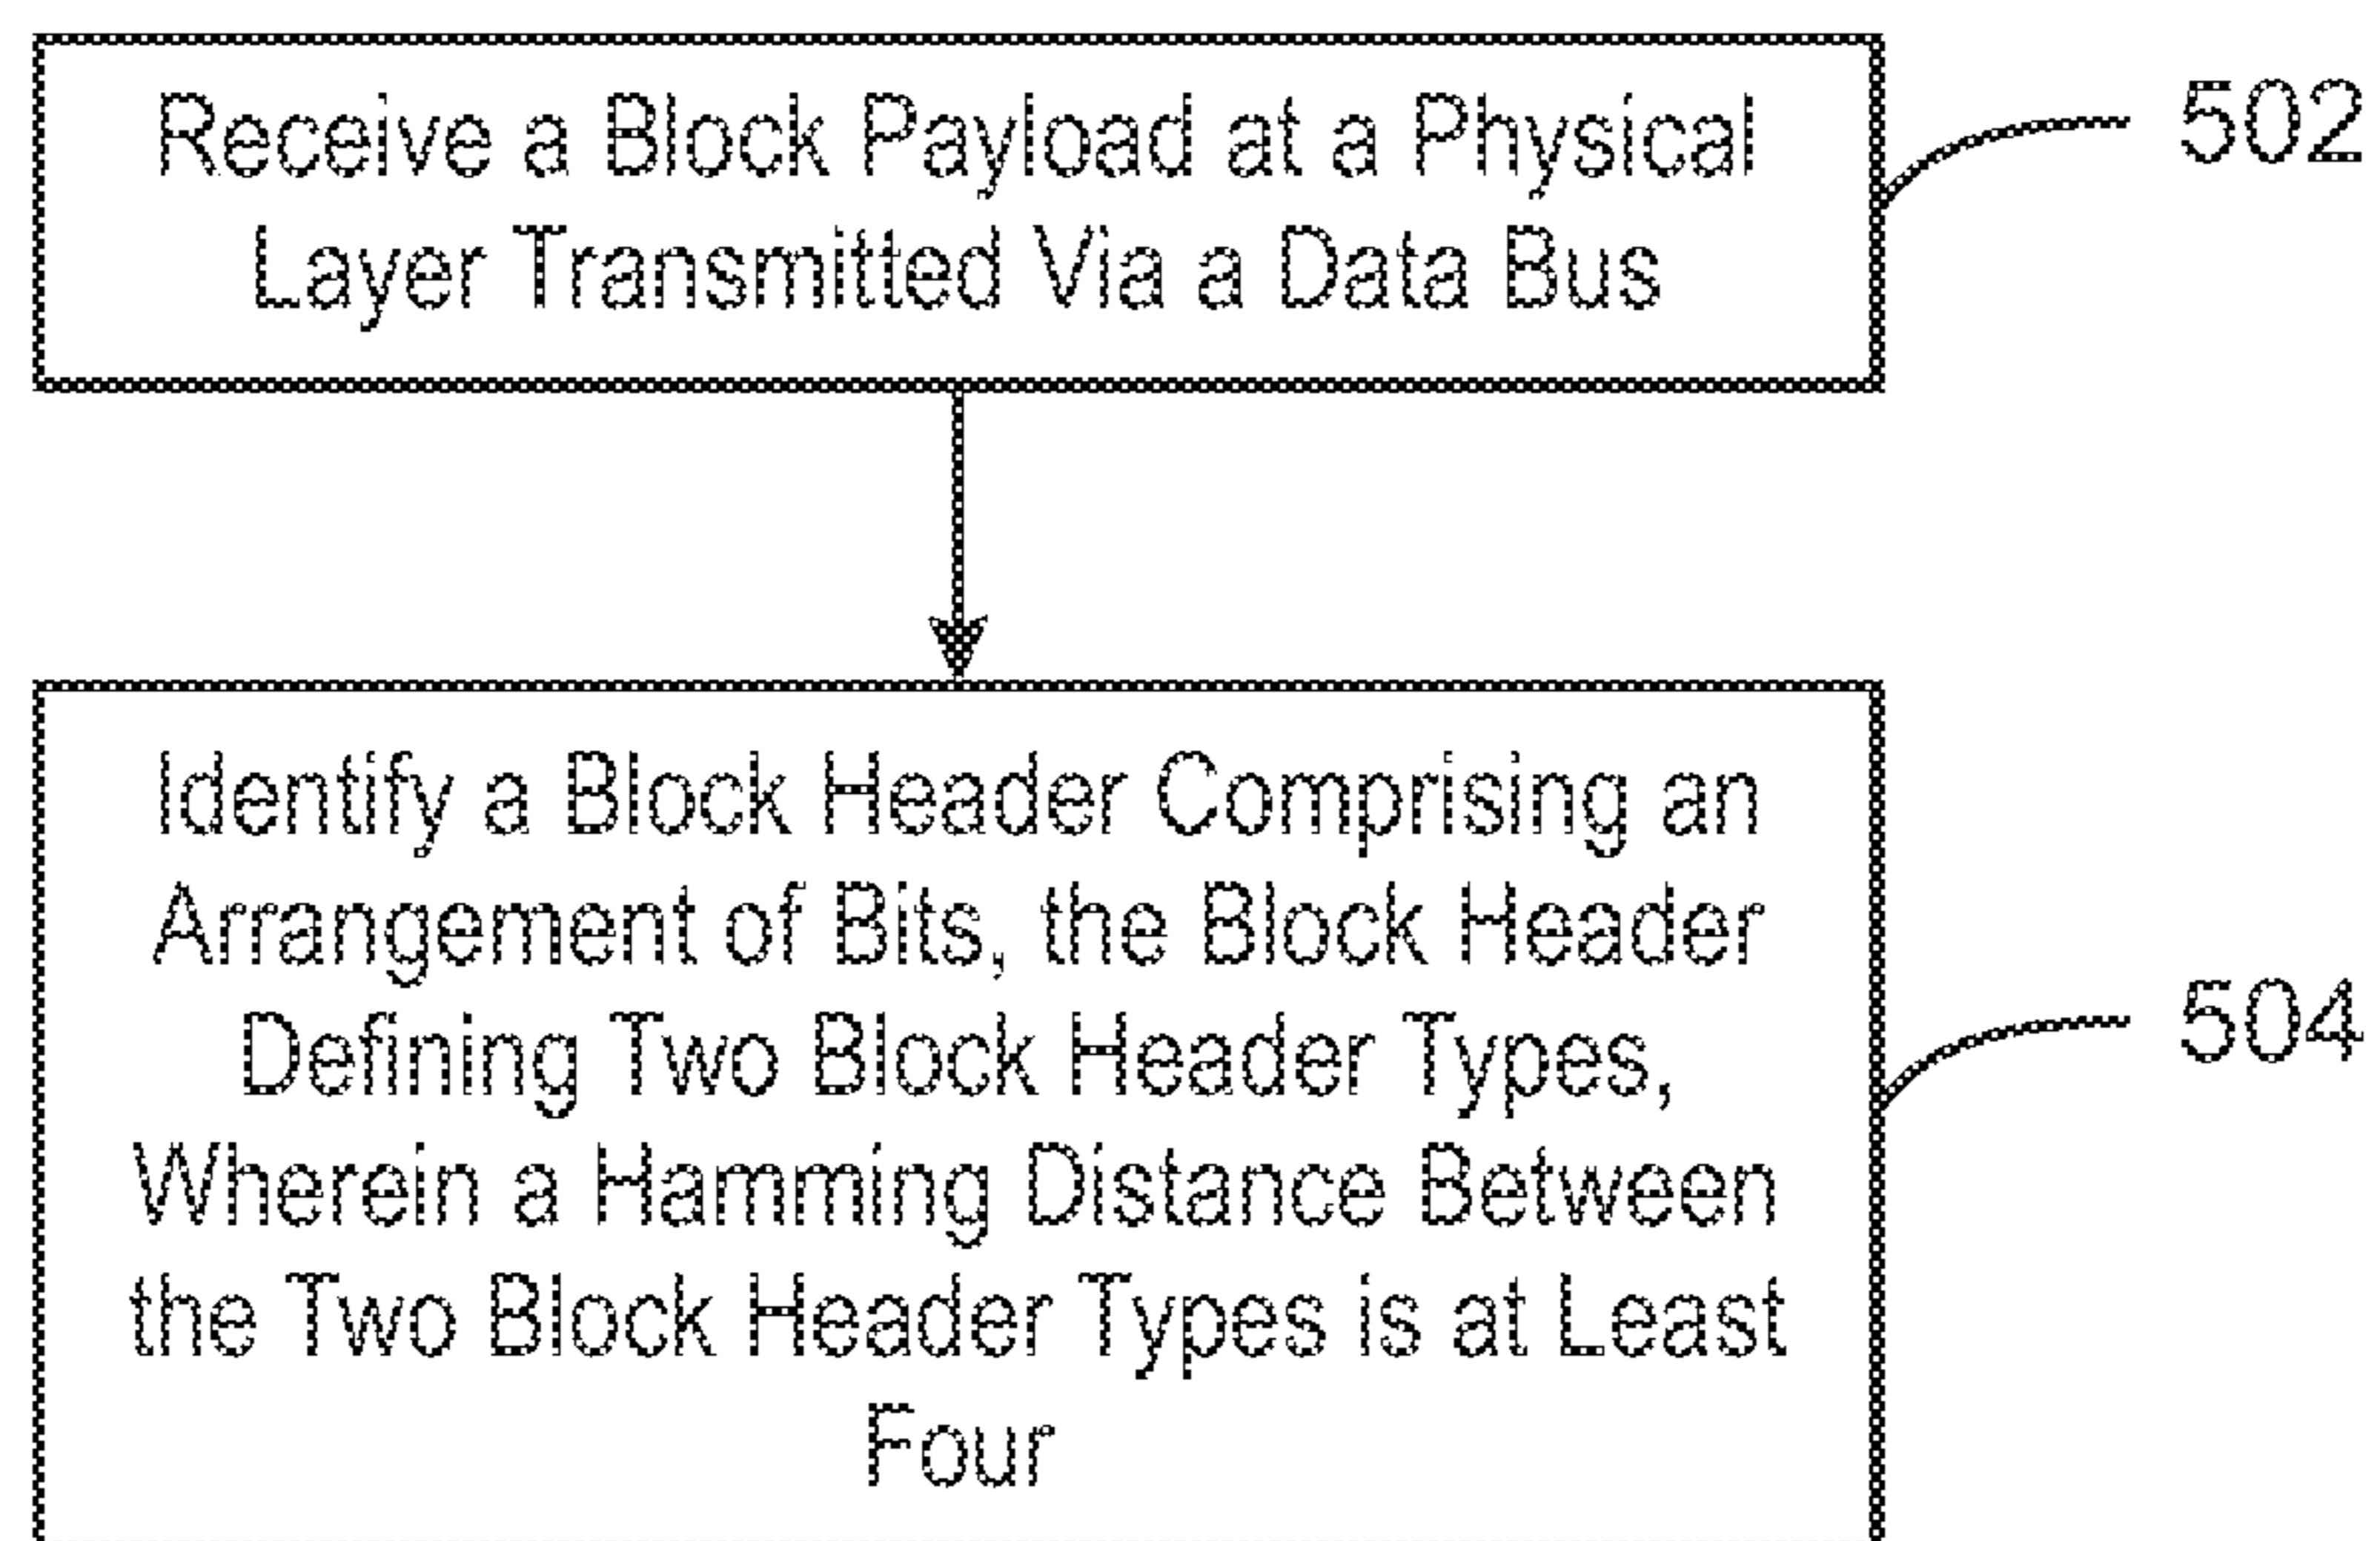 Receive a Block Payload at a Physical
Layer Transmitted Via a Data Bus
502
Identify a Block Header Comprising an
Arrangement of Bits, the Block Header
Defining Two Block Header Types,
Wherein a Hamming Distance Between
the Two Block Header Types is at Least
Four
504